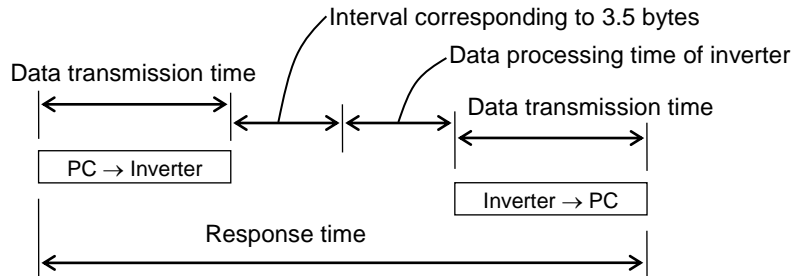 Interval corresponding to 3.5 bytes
Data processing time of inverter
Data transmission time
Data transmission time
PC → Inverter
Inverter → PC
Response time